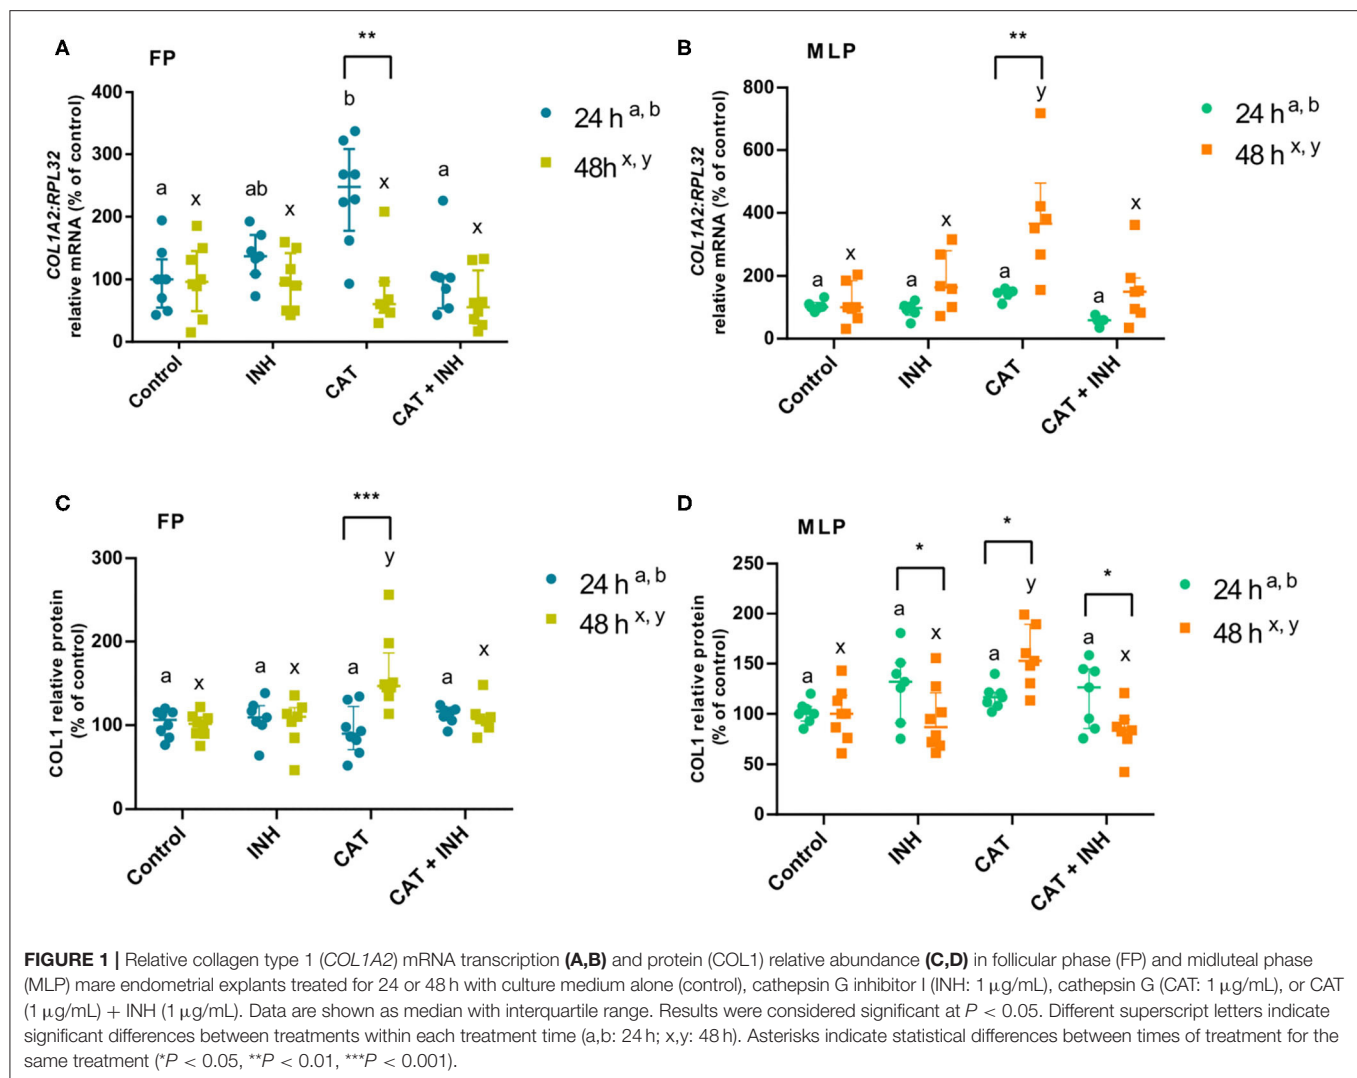 A
FP
**
b
400
300
200
100
0
COL1A2:RPL32
relative mRNA (% of control)
a
x
ab
x
x
a
x
24 h a, b
48h x, y
Control
INH
CAT
CAT + INH
B
MLP
**
y
800
600
400
200
0
COL1A2:RPL32
relative mRNA (% of control)
a
x
a
x
a
a
x
24 h a, b
48 h x, y
Control
INH
CAT
CAT + INH
C
FP
***
y
300
200
100
0
COL1 relative protein
(% of control)
a
x
a
x
a
a
x
24 h a, b
48 h x, y
Control
INH
CAT
CAT + INH
D
MLP
*
*
*
y
250
200
150
100
50
0
COL1 relative protein
(% of control)
a
x
a
x
a
a
x
24 h a, b
48 h x, y
Control
INH
CAT
CAT + INH
FIGURE 1 | Relative collagen type 1 (COL1A2) mRNA transcription (A,B) and protein (COL1) relative abundance (C,D) in follicular phase (FP) and midluteal phase
(MLP) mare endometrial explants treated for 24 or 48 h with culture medium alone (control), cathepsin G inhibitor I (INH: 1 μg/mL), cathepsin G (CAT: 1 μg/mL), or CAT
(1 μg/mL) + INH (1 μg/mL). Data are shown as median with interquartile range. Results were considered significant at P < 0.05. Different superscript letters indicate
significant differences between treatments within each treatment time (a,b: 24 h; x,y: 48 h). Asterisks indicate statistical differences between times of treatment for the
same treatment (*P < 0.05, **P < 0.01, ***P < 0.001).